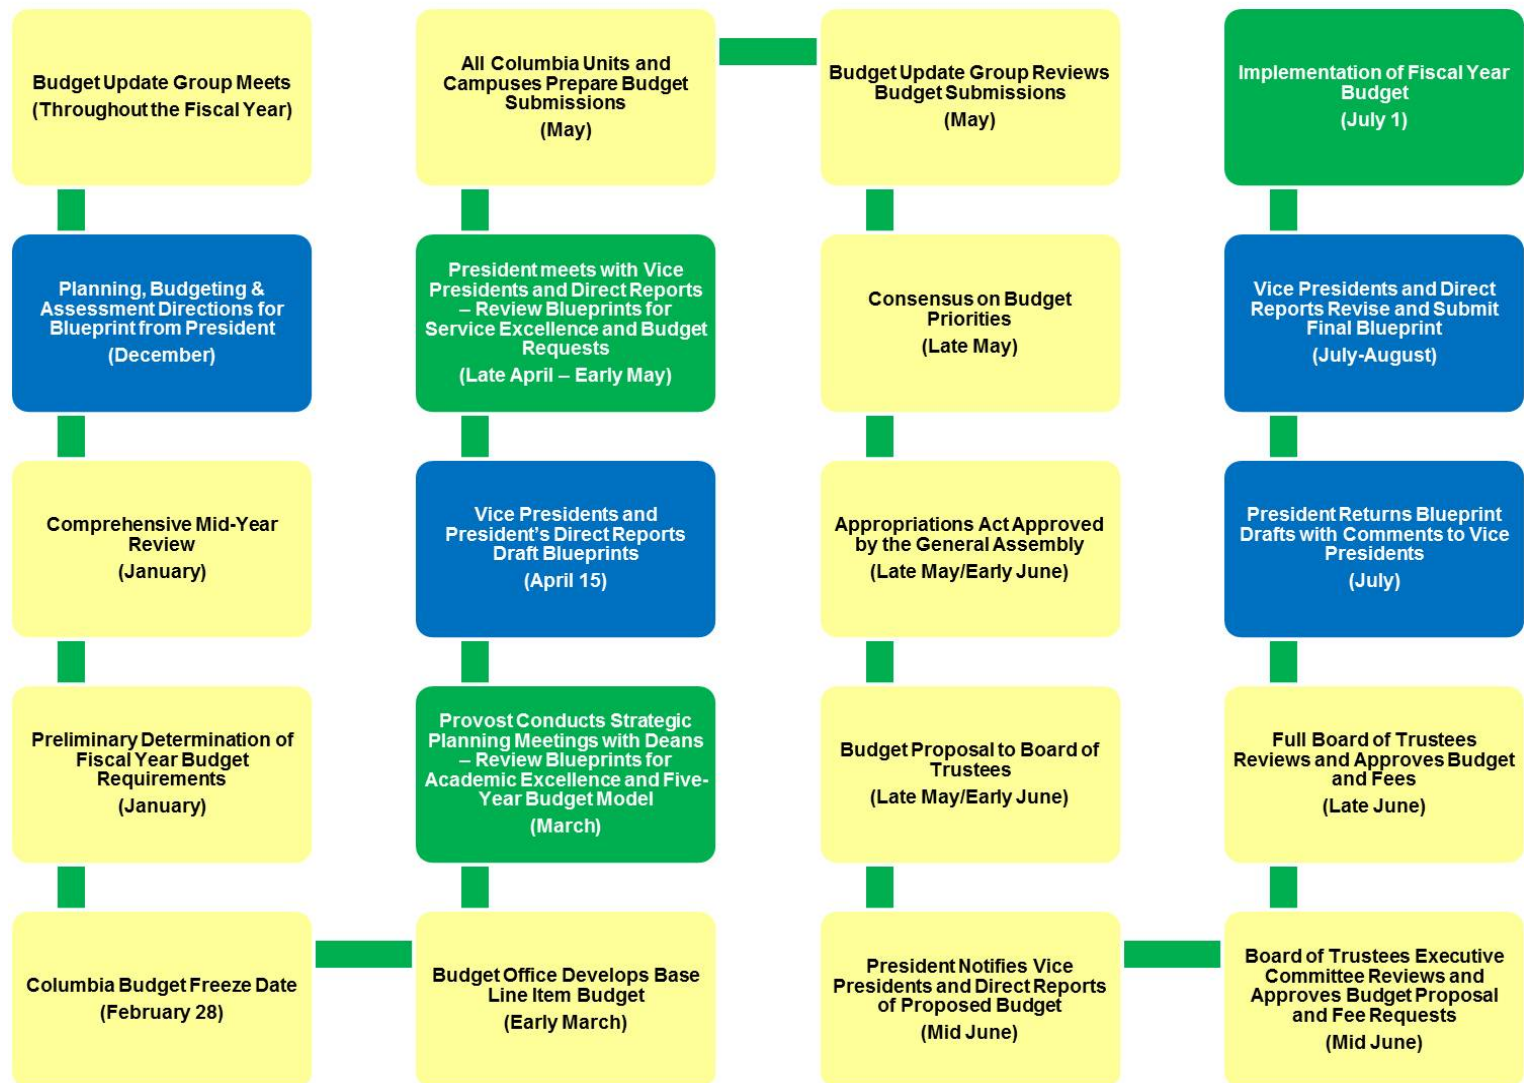 Budget Update Group Meets
(Throughout the Fiscal Year)
Planning, Budgeting &
Assessment Directions for
Blueprint from President
(December)
Comprehensive Mid-Year
Review
(January)
Preliminary Determination of
Fiscal Year Budget
Requirements
(January)
Columbia Budget Freeze Date
(February 28)
Budget Office Develops Base
Line Item Budget
(Early March)
Provost Conducts Strategic
Planning Meetings with Deans
– Review Blueprints for
Academic Excellence and Five-
Year Budget Model
(March)
Vice Presidents and
President’s Direct Reports
Draft Blueprints
(April 15)
President meets with Vice
Presidents and Direct Reports
– Review Blueprints for
Service Excellence and Budget
Requests
(Late April – Early May)
All Columbia Units and
Campuses Prepare Budget
Submissions
(May)
Budget Update Group Reviews
Budget Submissions
(May)
Consensus on Budget
Priorities
(Late May)
Appropriations Act Approved
by the General Assembly
(Late May/Early June)
Budget Proposal to Board of
Trustees
(Late May/Early June)
President Notifies Vice
Presidents and Direct Reports
of Proposed Budget
(Mid June)
Board of Trustees Executive
Committee Reviews and
Approves Budget Proposal
and Fee Requests
(Mid June)
Full Board of Trustees
Reviews and Approves Budget
and Fees
(Late June)
President Returns Blueprint
Drafts with Comments to Vice
Presidents
(July)
Vice Presidents and Direct
Reports Revise and Submit
Final Blueprint
(July-August)
Implementation of Fiscal Year
Budget
(July 1)